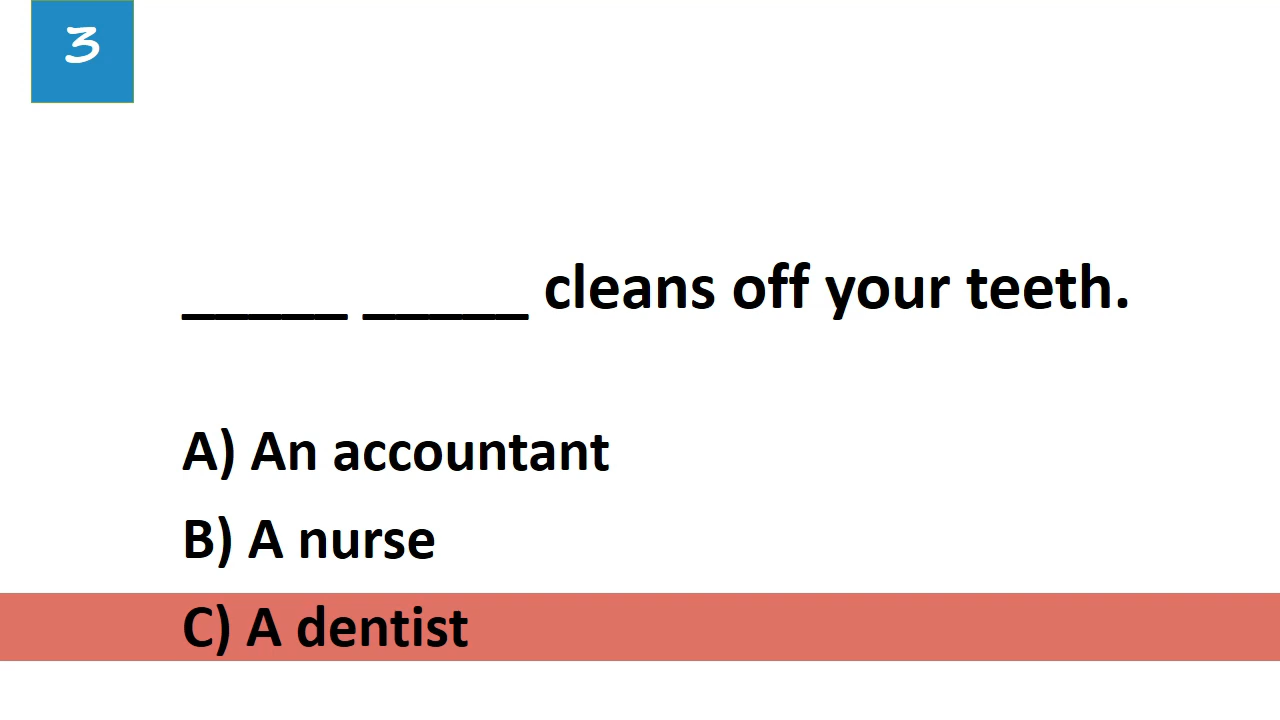 3
_____ _____ cleans off your teeth.
A) An accountant
B) A nurse
C) A dentist